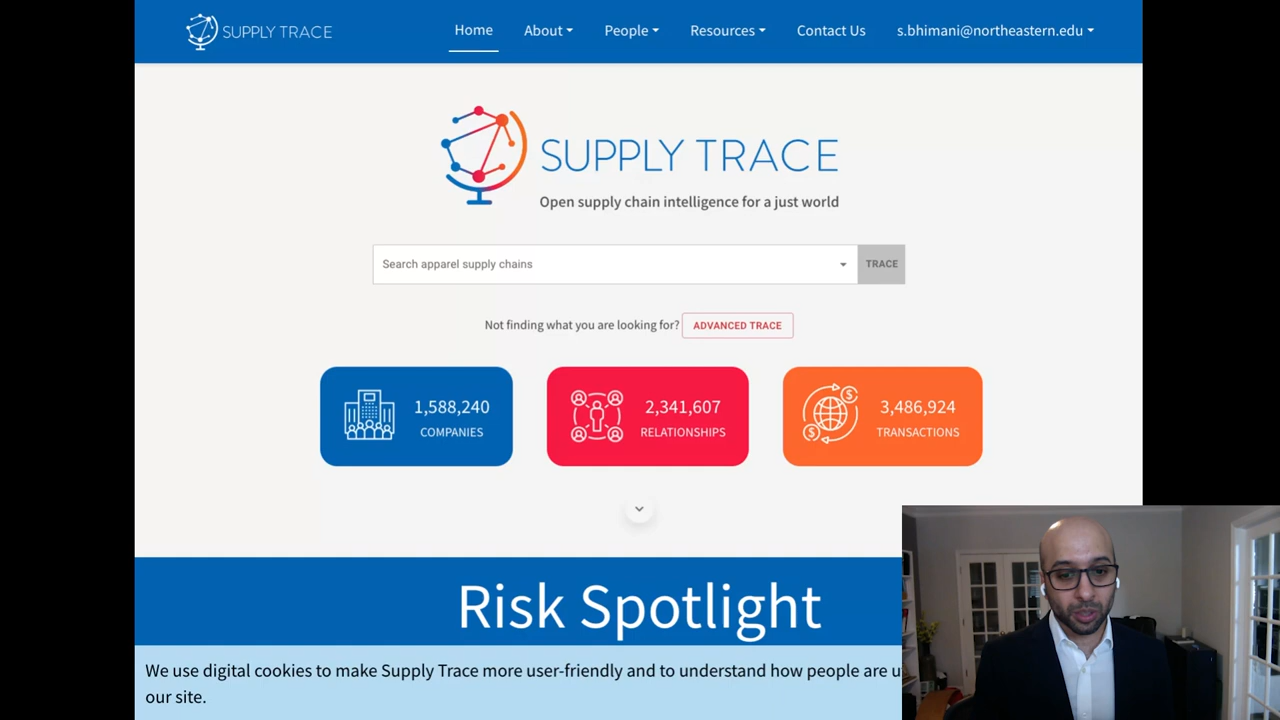 SUPPLY TRACE
Home About People Resources Contact Us s.bhimani@northeastern.edu
SUPPLY TRACE
Open supply chain intelligence for a just world
Search apparel supply chains TRACE
Not finding what you are looking for? ADVANCED TRACE
1,588,240
COMPANIES
2,341,607
RELATIONSHIPS
3,486,924
TRANSACTIONS
Risk Spotlight
We use digital cookies to make Supply Trace more user-friendly and to understand how people are
our site.